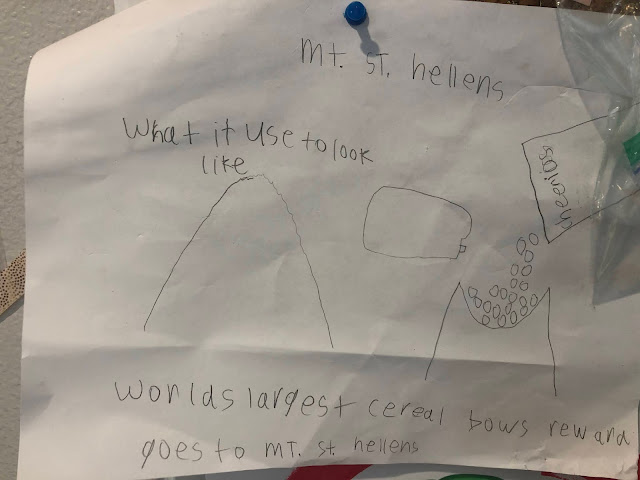 mt. st. hellens
What it use to look
like
cheerios
worlds largest cereal bows reward
goes to mt. st. hellens